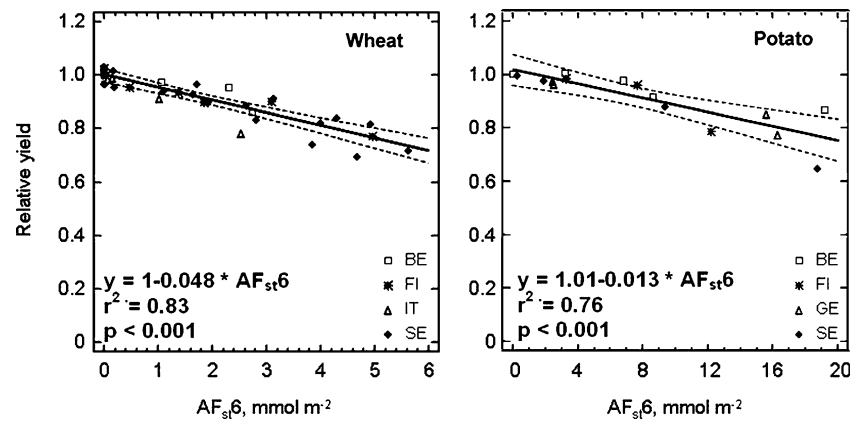 Relative yield
1.2
1.0
0.8
0.6
0.4
0.2
0
Wheat
BE
FI
IT
SE
y = 1-0.048 * AFst6
r2 = 0.83
p < 0.001
0 1 2 3 4 5 6
AFst6, mmol m-2
1.2
1.0
0.8
0.6
0.4
0.2
0
Potato
BE
FI
GE
SE
y = 1.01-0.013 * AFst6
r2 = 0.76
p < 0.001
0 4 8 12 16 20
AFst6, mmol m-2